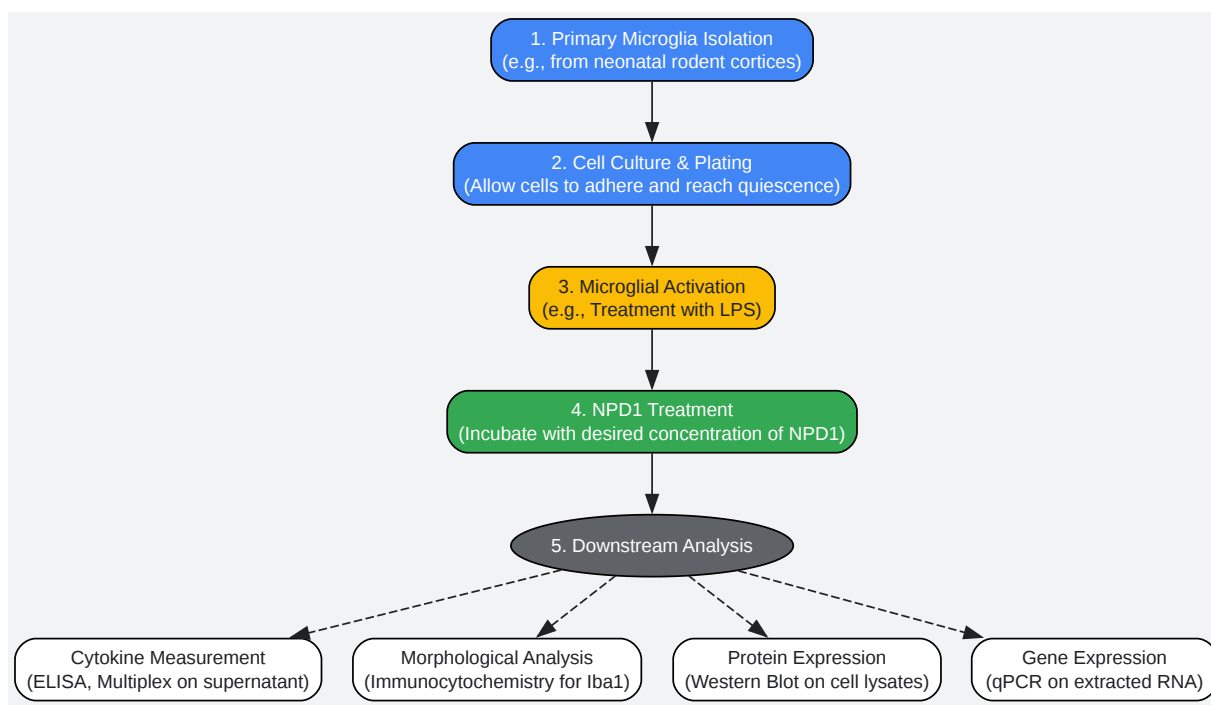 1. Primary Microglia Isolation
(e.g., from neonatal rodent cortices)
2. Cell Culture & Plating
(Allow cells to adhere and reach quiescence)
3. Microglial Activation
(e.g., Treatment with LPS)
4. NPD1 Treatment
(Incubate with desired concentration of NPD1)
5. Downstream Analysis
Cytokine Measurement
(ELISA, Multiplex on supernatant)
Morphological Analysis
(Immunocytochemistry for Iba1)
Protein Expression
(Western Blot on cell lysates)
Gene Expression
(qPCR on extracted RNA)